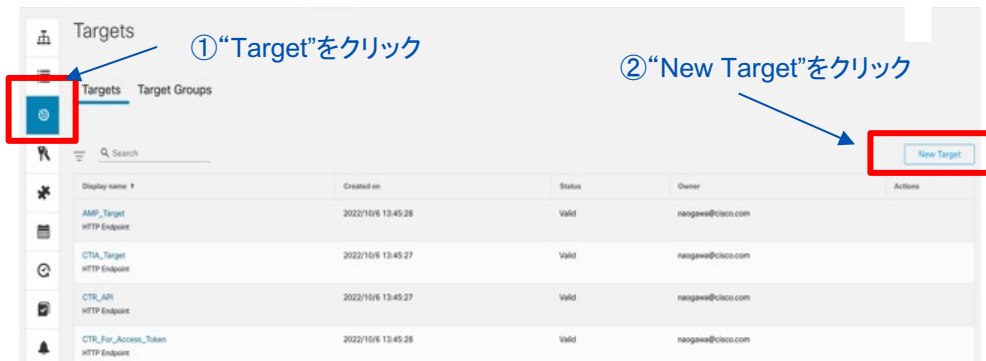 Targets
①“Target”をクリック
②“New Target”をクリック
Targets Target Groups
Search
New Target
Display name ↑ Created on Status Owner Actions
AMP_Target 2022/10/6 13:45:28 Valid naogawa@cisco.com
HTTP Endpoint
CTIA_Target 2022/10/6 13:45:27 Valid naogawa@cisco.com
HTTP Endpoint
CTR_API 2022/10/6 13:45:27 Valid naogawa@cisco.com
HTTP Endpoint
CTR_For_Access_Token 2022/10/6 13:45:28 Valid naogawa@cisco.com
HTTP Endpoint